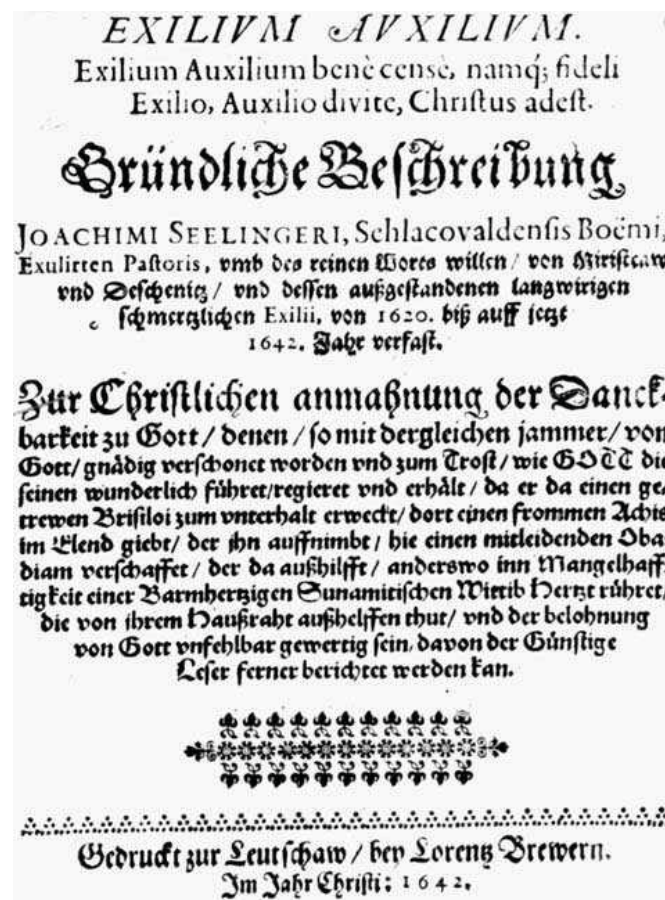 EXILIVM AVXILIVM.
Exilium Auxilium benè censè, namq́; fideli
Exilio, Auxilio divite, Christus adest.
Gründliche Beschreibung
JOACHIMI SEELINGERI, Schlacovaldensis Boëmi,
Exulirten Pastoris, vmb des reinen Wortes willen / von
vnd Deschenitz / vnd dessen außgestandenen langwirigen
schmertzlichen Exilii, von 1620. biß auff jetzt
1642. Jahr verfast.
Zur Christlichen anmahnung der Danck-
barkeit zu Gott / denen / so mit dergleichen jammer / von
Gott / gnädig verschonet worden vnd zum Trost / wie GOTT die
seinen wunderlich führet / regieret vnd erhält / da er da einen ge-
trewen Brisiloi zum vnterhalt erweckt / dort einen frommen Achis
im Elend giebt / der ihn auffnimbt / hie einen mitleidenden Oba-
diam verschaffet / der da außhilfft / anderswo inn Mangelhaff-
tigkeit einer Barmhertzigen Sunamitischen Wittib Hertzt rühret /
die von ihrem Haußraht außhelffen thut / vnd der belohnung
von Gott vnfehlbar gewertig sein, davon der Günstige
Leser ferner berichtet werden kan.
Gedruckt zur Leutschaw / bey Lorentz Brewern.
Im Jahr Christi: 1642.